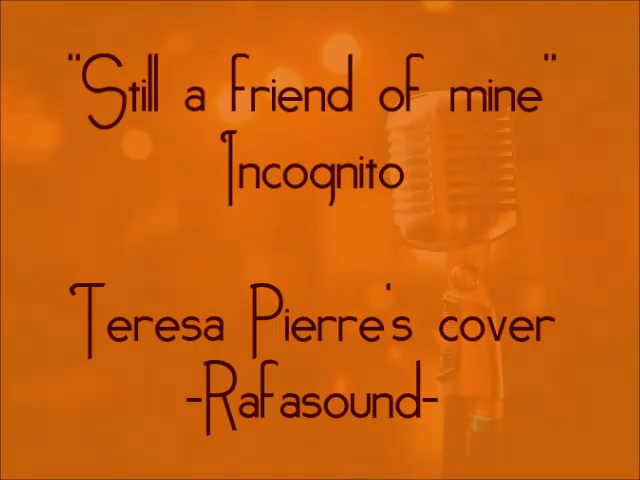 "Still a friend of mine"
Incognito
Teresa Pierre's cover
-Rafasound-